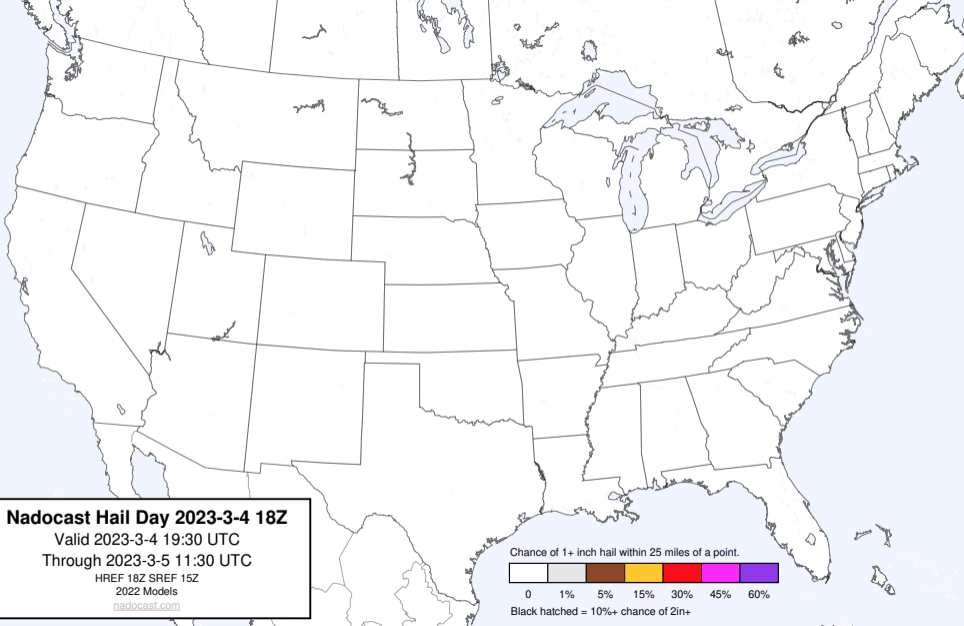 Nadocast Hail Day 2023-3-4 18Z
Valid 2023-3-4 19:30 UTC
Through 2023-3-5 11:30 UTC
HREF 18Z SREF 15Z
2022 Models
nadocast.com
Chance of 1+ inch hail within 25 miles of a point.
0 1% 5% 15% 30% 45% 60%
Black hatched = 10%+ chance of 2in+